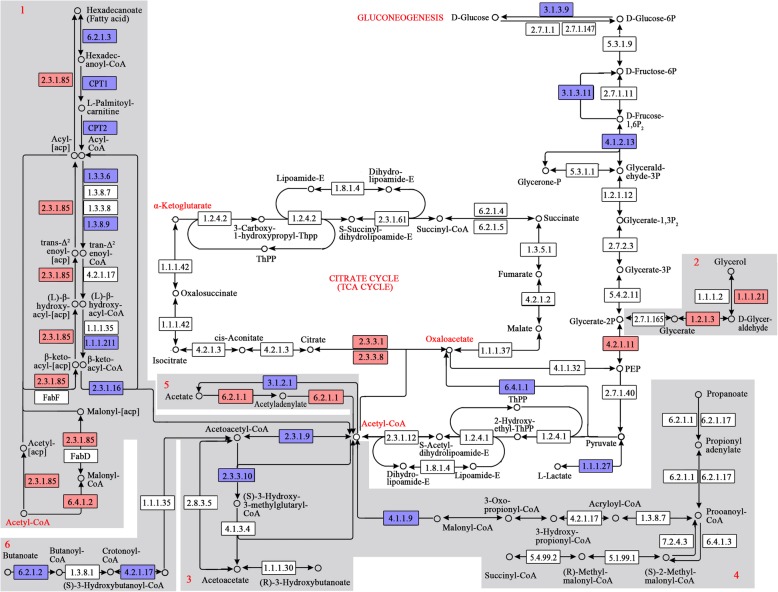 1
Hexadecanoate
(Fatty acid)
6.2.1.3
Hexadec-
anoyl-CoA
2.3.1.85
CPT1
L-Palmitoyl-
carnitine
CPT2
Acyl-
[acp]
Acyl-
CoA
1.3.3.6
1.3.8.7
1.3.3.8
1.3.8.9
2.3.1.85
trans-Δ²
enoyl-
[acp]
tran-Δ²
enoyl-
CoA
2.3.1.85
4.2.1.17
(L)-β-
hydroxy-
acyl-[acp]
(L)-β-
hydroxy-
acyl-CoA
2.3.1.85
1.1.1.35
1.1.1.211
β-keto-
acyl-[acp]
β-keto-
acyl-CoA
2.3.1.85
FabF
2.3.1.16
Malonyl-[acp]
Acetyl-
[acp]
2.3.1.85
FabD
Malonyl-
CoA
2.3.1.85
6.4.1.2
Acetyl-CoA
GLUCONEOGENESIS
D-Glucose
3.1.3.9
2.7.1.1
2.7.1.147
D-Glucose-6P
5.3.1.9
D-Fructose-6P
3.1.3.11
2.7.1.11
D-Frucose-
1,6P₂
4.1.2.13
Glycerone-P
5.3.1.1
Glycerald-
ehyde-3P
1.2.1.12
Glycerate-1,3P₂
2.7.2.3
Glycerate-3P
5.4.2.11
Glycerate-2P
4.2.1.11
PEP
4.1.1.32
2.7.1.40
Pyruvate
2
Glycerol
1.1.1.2
1.1.1.21
2.7.1.165
1.2.1.3
Glycerate
D-Glycer-
aldehyde
α-Ketoglutarate
Lipoamide-E
1.8.1.4
Dihydro-
lipoamide-E
1.2.4.2
3-Carboxy-
1-hydroxypropyl-Thpp
1.2.4.2
S-Succinyl-
dihydrolipoamide-E
2.3.1.61
Succinyl-CoA
6.2.1.4
6.2.1.5
Succinate
ThPP
1.1.1.42
Oxalosuccinate
1.1.1.42
CITRATE CYCLE
(TCA CYCLE)
1.3.5.1
Fumarate
4.2.1.2
Malate
1.1.1.37
Oxaloacetate
Isocitrate
4.2.1.3
cis-Aconitate
4.2.1.3
Citrate
2.3.3.1
2.3.3.8
5
Acetate
3.1.2.1
6.2.1.1
Acetyladenylate
6.2.1.1
6.4.1.1
ThPP
Acetyl-CoA
2.3.1.12
S-Acetyl-
dihydrolipoamide-E
1.2.4.1
2-Hydroxy-
ethyl-ThPP
1.2.4.1
Dihydro-
lipoamide-E
1.8.1.4
Lipoamide-E
L-Lactate
1.1.1.27
Acetoacetyl-CoA
2.3.1.9
2.3.3.10
(S)-3-Hydroxy-
3-methylglutaryl-
CoA
4.1.3.4
2.8.3.5
1.1.1.35
Acetoacetate
1.1.1.30
(R)-3-Hydroxybutanoate
3
4.1.1.9
Malonyl-CoA
3-Oxo-
propionyl-CoA
3-Hydroxy-
propionyl-CoA
4.2.1.17
Acryloyl-CoA
1.3.8.7
Propanoate
6.2.1.1
6.2.1.17
Propionyl
adenylate
6.2.1.1
6.2.1.17
Prooanoyl-CoA
7.2.4.3
6.4.1.3
Succinyl-CoA
5.4.99.2
(R)-Methyl-
malonyl-CoA
5.1.99.1
(S)-2-Methyl-
malonyl-CoA
4
6
Butanoate
6.2.1.2
Butanoyl-
CoA
1.3.8.1
Crotonoyl-
CoA
4.2.1.17
(S)-3-Hydroxybutanoyl-CoA